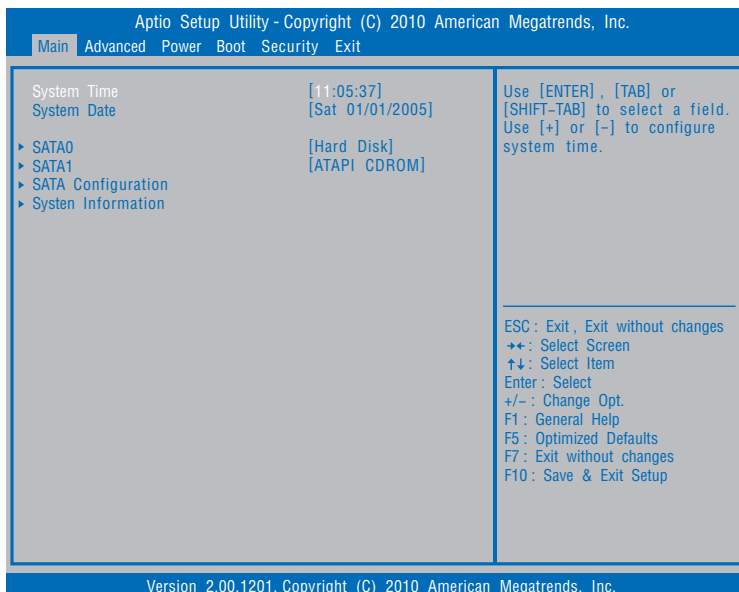 Aptio Setup Utility - Copyright (C) 2010 American Megatrends, Inc.
Main Advanced Power Boot Security Exit
System Time [11:05:37]
System Date [Sat 01/01/2005]
SATA0 [Hard Disk]
SATA1 [ATAPI CDROM]
SATA Configuration
Systen Information
Use [ENTER] , [TAB] or
[SHIFT-TAB] to select a field.
Use [+] or [-] to configure
system time.
ESC : Exit , Exit without changes
→← : Select Screen
↑↓ : Select Item
Enter : Select
+/− : Change Opt.
F1 : General Help
F5 : Optimized Defaults
F7 : Exit without changes
F10 : Save & Exit Setup
Version 2.00.1201. Copyright (C) 2010 American Megatrends, Inc.